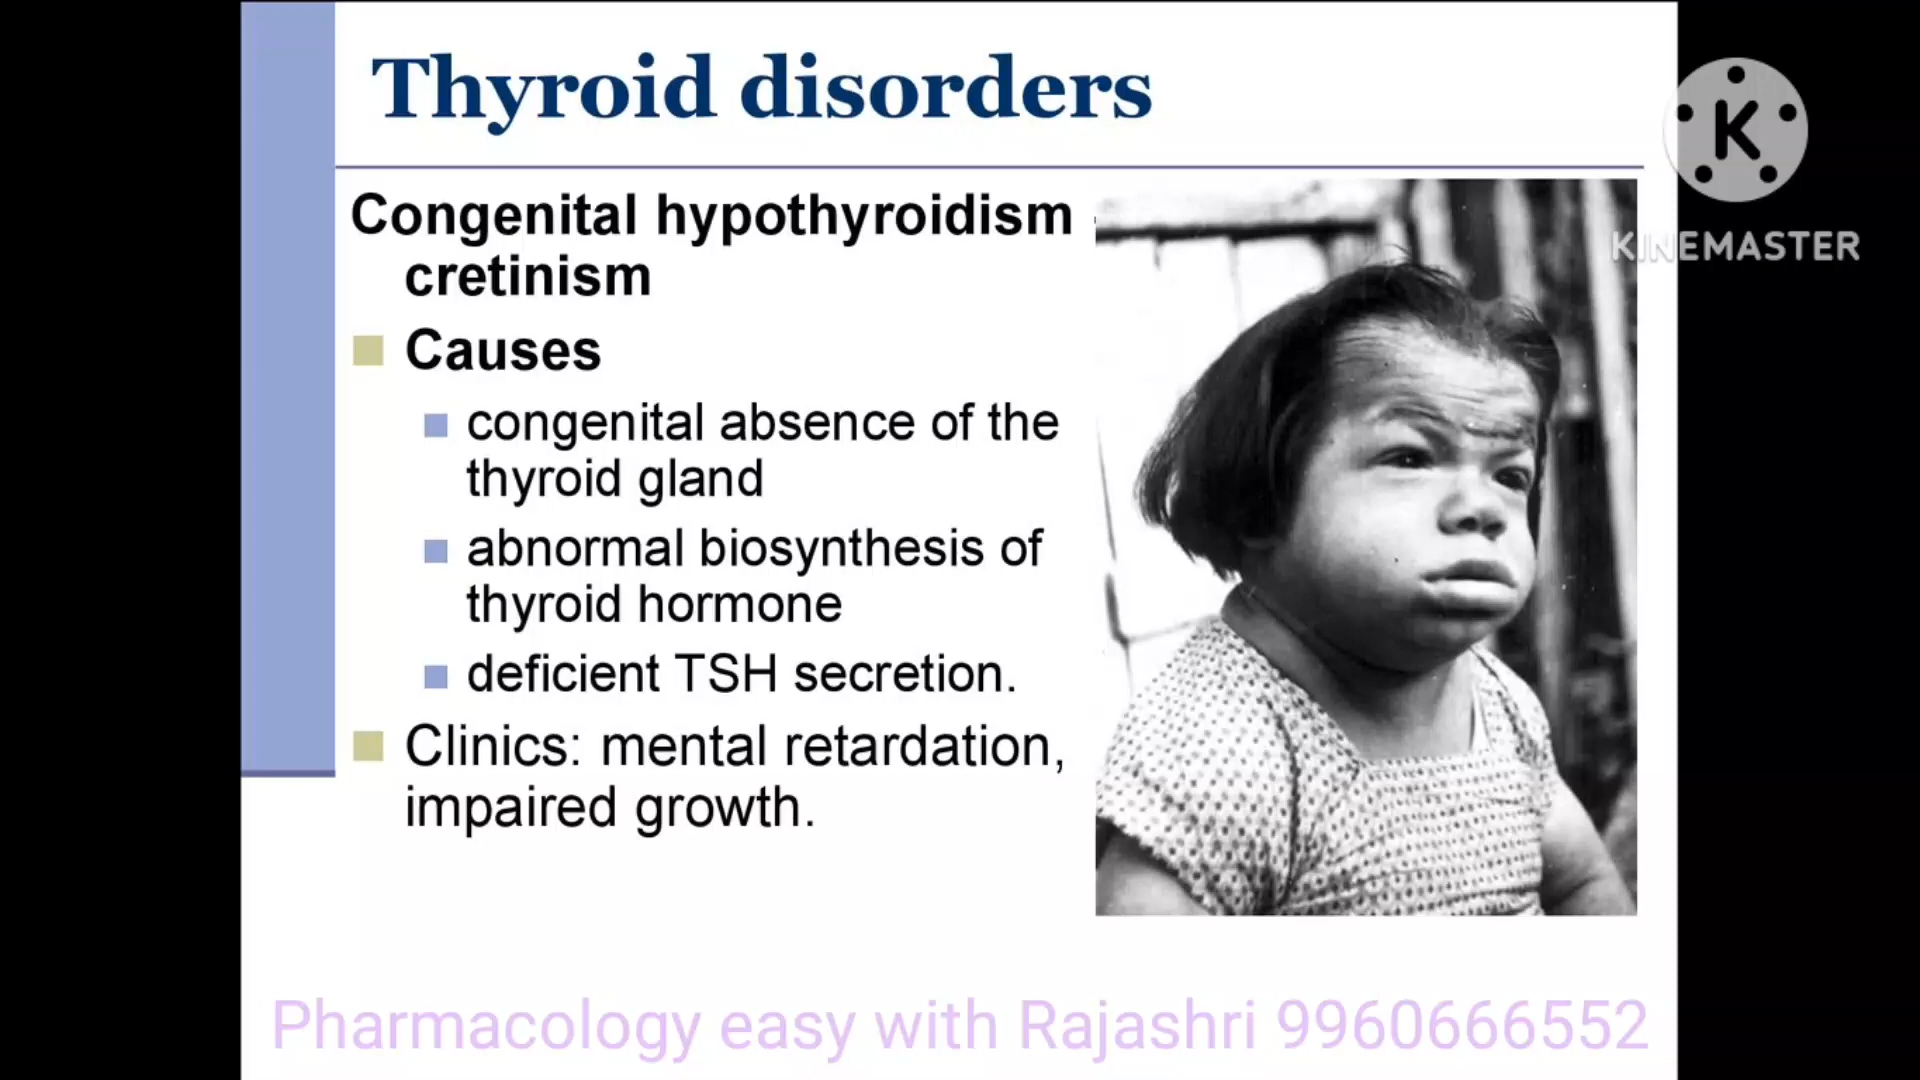 Thyroid disorders
Congenital hypothyroidism -
cretinism
Causes
congenital absence of the
thyroid gland
abnormal biosynthesis of
thyroid hormone
deficient TSH secretion.
Clinics: mental retardation,
impaired growth.
K
KINEMASTER
Pharmacology easy with Rajashri 9960666552